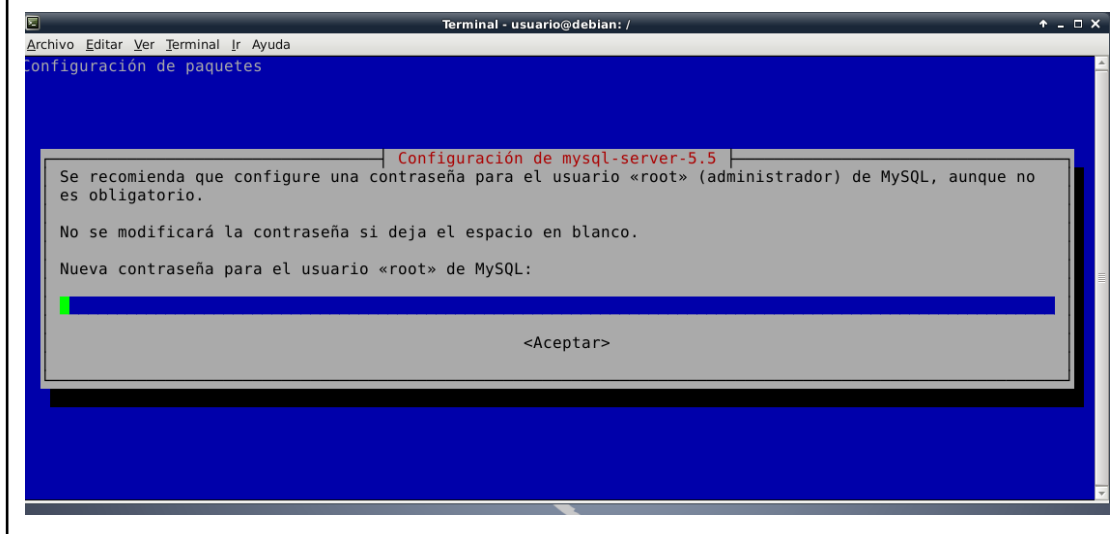 Terminal - usuario@debian: /
Archivo Editar Ver Terminal Ir Ayuda
Configuración de paquetes
Configuración de mysql-server-5.5
Se recomienda que configure una contraseña para el usuario «root» (administrador) de MySQL, aunque no
es obligatorio.
No se modificará la contraseña si deja el espacio en blanco.
Nueva contraseña para el usuario «root» de MySQL:
<Aceptar>